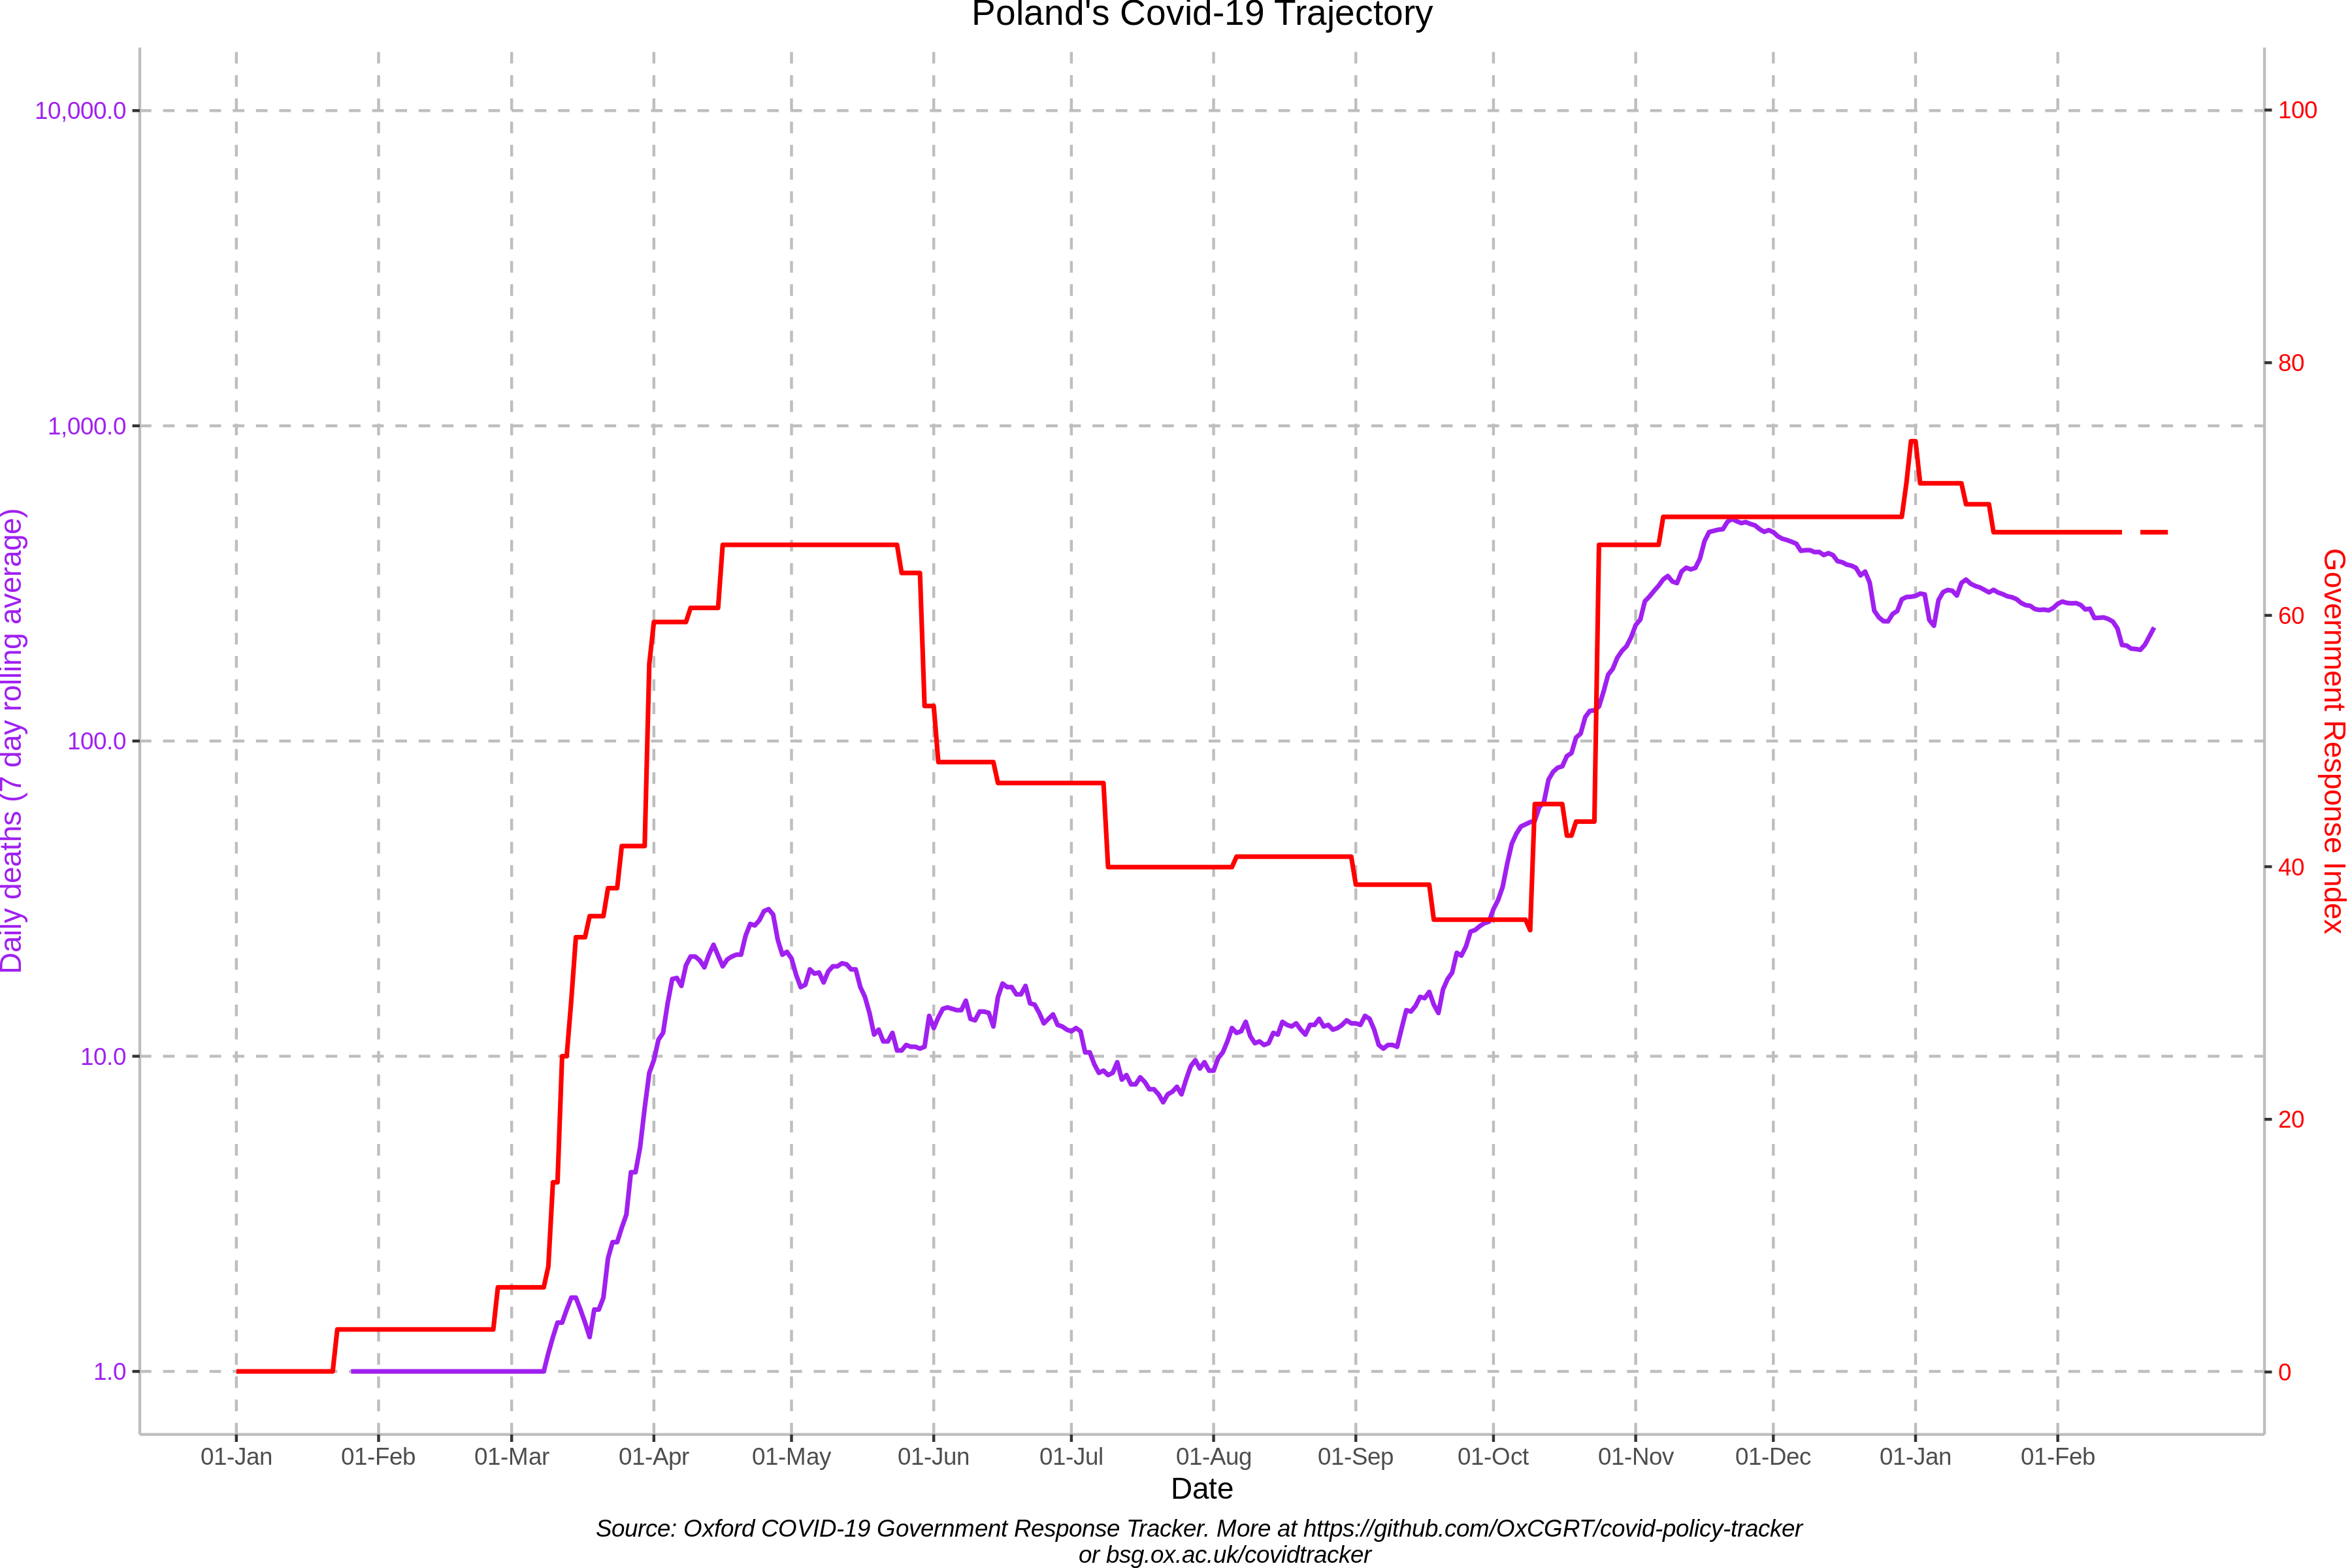 Poland's Covid-19 Trajectory
10,000.0
1,000.0
100.0
10.0
1.0
Daily deaths (7 day rolling average)
100
80
60
40
20
0
Government Response Index
01-Jan 01-Feb 01-Mar 01-Apr 01-May 01-Jun 01-Jul 01-Aug 01-Sep 01-Oct 01-Nov 01-Dec 01-Jan 01-Feb
Date
Source: Oxford COVID-19 Government Response Tracker. More at https://github.com/OxCGRT/covid-policy-tracker
or bsg.ox.ac.uk/covidtracker